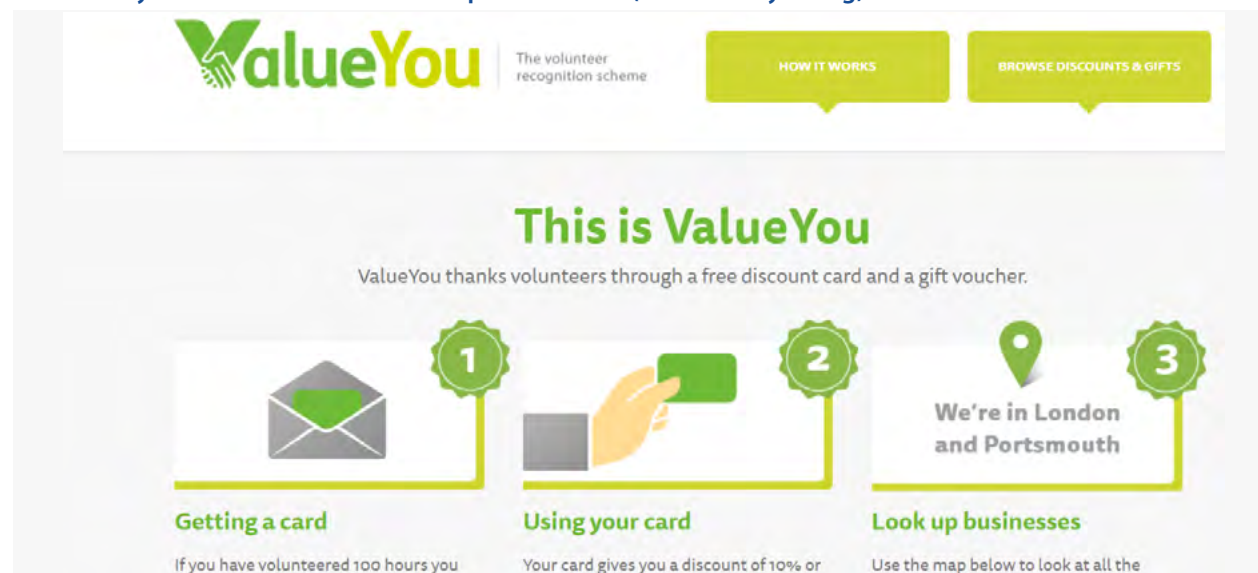 ValueYou
The volunteer
recognition scheme
HOW IT WORKS
BROWSE DISCOUNTS & GIFTS
This is ValueYou
ValueYou thanks volunteers through a free discount card and a gift voucher.
1
2
3
We're in London
and Portsmouth
Getting a card
Using your card
Look up businesses
If you have volunteered 100 hours you
Your card gives you a discount of 10% or
Use the map below to look at all the